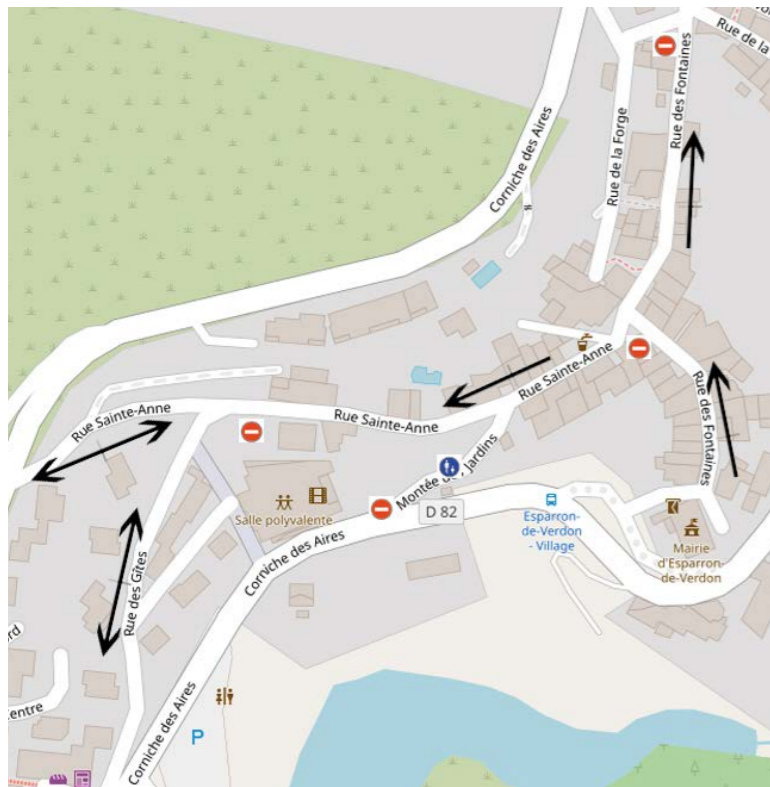 Rue de la
Rue des Fontaines
Rue de la Forge
Corniche des Aires
Rue Sainte-Anne
Rue Sainte-Anne
Rue Sainte-Anne
Rue des Fontaines
Montée des Jardins
D 82
Salle polyvalente
Corniche des Aires
Esparron-
de-Verdon
- Village
Mairie
d'Esparron-
de-Verdon
Rue des Gîtes
Corniche des Aires
P